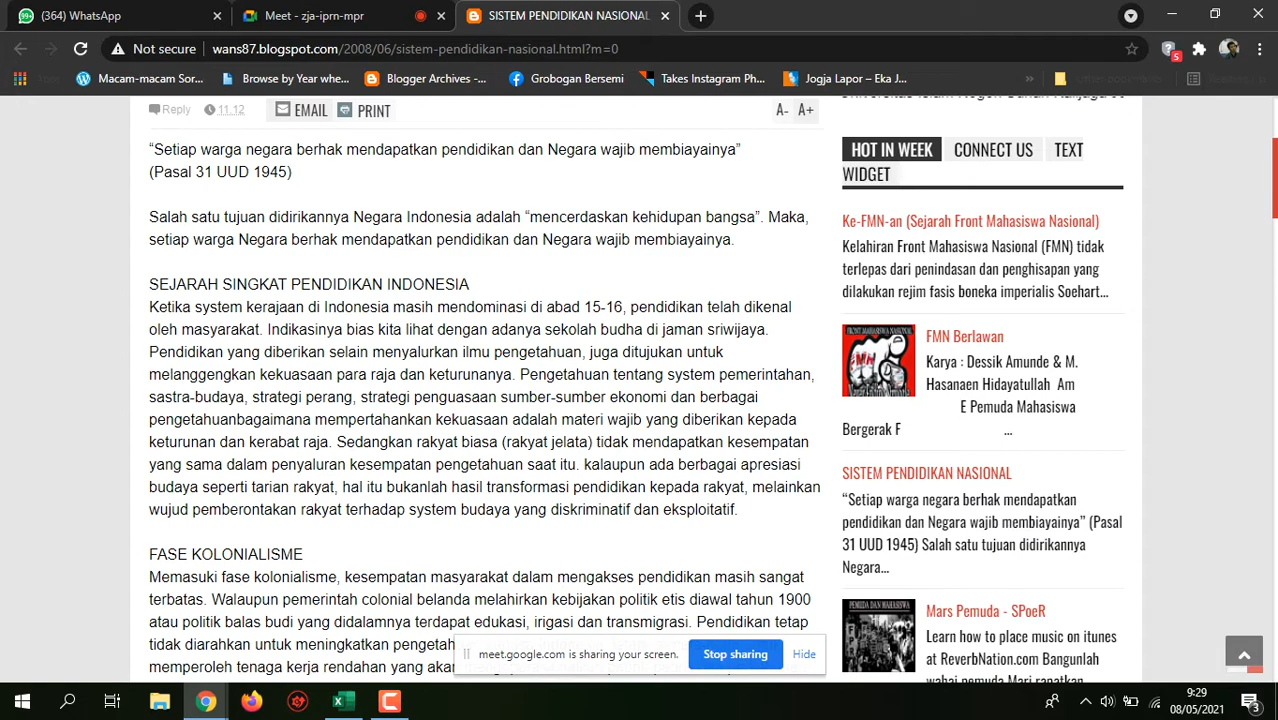 (364) WhatsApp
Meet - zja-iprn-mpr
SISTEM PENDIDIKAN NASIONAL
Not secure
wans87.blogspot.com/2008/06/sistem-pendidikan-nasional.html?m=0
5
Macam-macam Sor...
Browse by Year whe...
Blogger Archives -...
Grobogan Bersemi
Takes Instagram Ph...
Jogja Lapor – Eka J...
»
Reply
11.12
EMAIL
PRINT
A-
A+
“Setiap warga negara berhak mendapatkan pendidikan dan Negara wajib membiayainya”
(Pasal 31 UUD 1945)
Salah satu tujuan didirikannya Negara Indonesia adalah “mencerdaskan kehidupan bangsa”. Maka,
setiap warga Negara berhak mendapatkan pendidikan dan Negara wajib membiayainya.
SEJARAH SINGKAT PENDIDIKAN INDONESIA
Ketika system kerajaan di Indonesia masih mendominasi di abad 15-16, pendidikan telah dikenal
oleh masyarakat. Indikasinya bias kita lihat dengan adanya sekolah budha di jaman sriwijaya.
Pendidikan yang diberikan selain menyalurkan ilmu pengetahuan, juga ditujukan untuk
melanggengkan kekuasaan para raja dan keturunanya. Pengetahuan tentang system pemerintahan,
sastra-budaya, strategi perang, strategi penguasaan sumber-sumber ekonomi dan berbagai
pengetahuanbagaimana mempertahankan kekuasaan adalah materi wajib yang diberikan kepada
keturunan dan kerabat raja. Sedangkan rakyat biasa (rakyat jelata) tidak mendapatkan kesempatan
yang sama dalam penyaluran kesempatan pengetahuan saat itu. kalaupun ada berbagai apresiasi
budaya seperti tarian rakyat, hal itu bukanlah hasil transformasi pendidikan kepada rakyat, melainkan
wujud pemberontakan rakyat terhadap system budaya yang diskriminatif dan eksploitatif.
FASE KOLONIALISME
Memasuki fase kolonialisme, kesempatan masyarakat dalam mengakses pendidikan masih sangat
terbatas. Walaupun pemerintah colonial belanda melahirkan kebijakan politik etis diawal tahun 1900
atau politik balas budi yang didalamnya terdapat edukasi, irigasi dan transmigrasi. Pendidikan tetap
tidak diarahkan untuk meningkatkan
memperoleh tenaga kerja rendahan yang
HOT IN WEEK
CONNECT US
TEXT
WIDGET
Ke-FMN-an (Sejarah Front Mahasiswa Nasional)
Kelahiran Front Mahasiswa Nasional (FMN) tidak
terlepas dari penindasan dan penghisapan yang
dilakukan rejim fasis boneka imperialis Soehart...
FMN Berlawan
Karya : Dessik Amunde & M.
Hasanaen Hidayatullah Am
E Pemuda Mahasiswa
Bergerak F ...
SISTEM PENDIDIKAN NASIONAL
“Setiap warga negara berhak mendapatkan
pendidikan dan Negara wajib membiayainya” (Pasal
31 UUD 1945) Salah satu tujuan didirikannya
Negara...
Mars Pemuda - SPoeR
Learn how to place music on itunes
at ReverbNation.com Bangunlah
wahai pemuda Mari rapatkan
meet.google.com is sharing your screen.
Stop sharing
Hide
9:29
08/05/2021
3